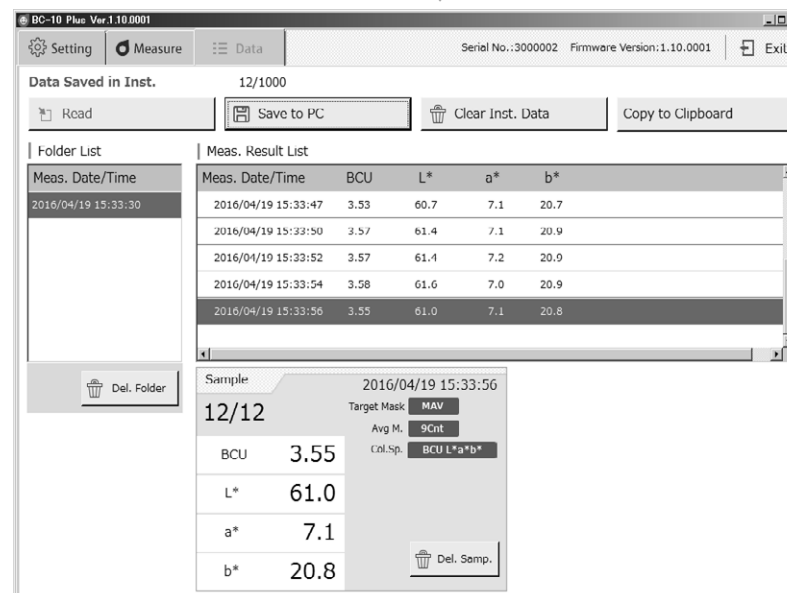 BC-10 Plus Ver.1.10.0001
Setting Measure Data Serial No.:3000002 Firmware Version:1.10.0001 Exit
Data Saved in Inst. 12/1000
Read Save to PC Clear Inst. Data Copy to Clipboard
Folder List Meas. Result List
Meas. Date/Time Meas. Date/Time BCU L* a* b*
2016/04/19 15:33:30 2016/04/19 15:33:47 3.53 60.7 7.1 20.7
2016/04/19 15:33:50 3.57 61.4 7.1 20.9
2016/04/19 15:33:52 3.57 61.4 7.2 20.9
2016/04/19 15:33:54 3.58 61.6 7.0 20.9
2016/04/19 15:33:56 3.55 61.0 7.1 20.8
Del. Folder
Sample 2016/04/19 15:33:56
12/12 Target Mask MAV
Avg M. 9Cnt
Col.Sp. BCU L*a*b*
BCU 3.55
L* 61.0
a* 7.1
Del. Samp.
b* 20.8